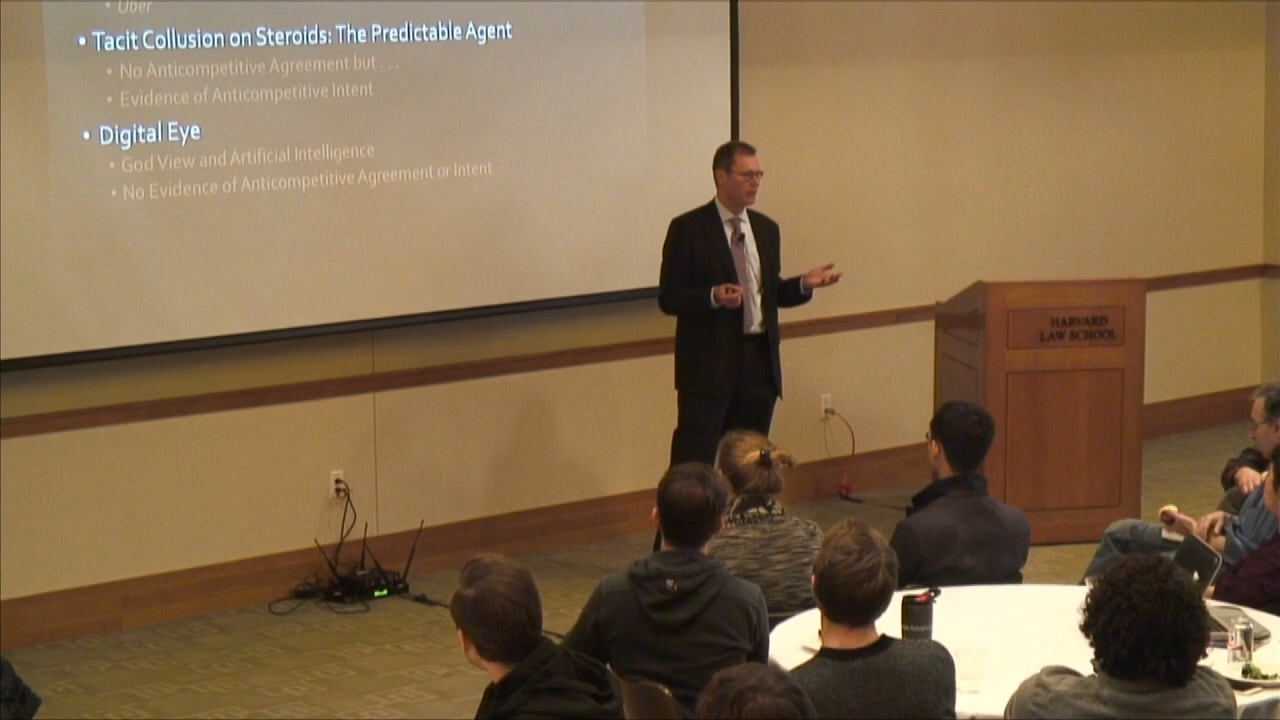 • Uber
• Tacit Collusion on Steroids: The Predictable Agent
• No Anticompetitive Agreement but . . .
• Evidence of Anticompetitive Intent
• Digital Eye
• God View and Artificial Intelligence
• No Evidence of Anticompetitive Agreement or Intent
HARVARD
LAW SCHOOL